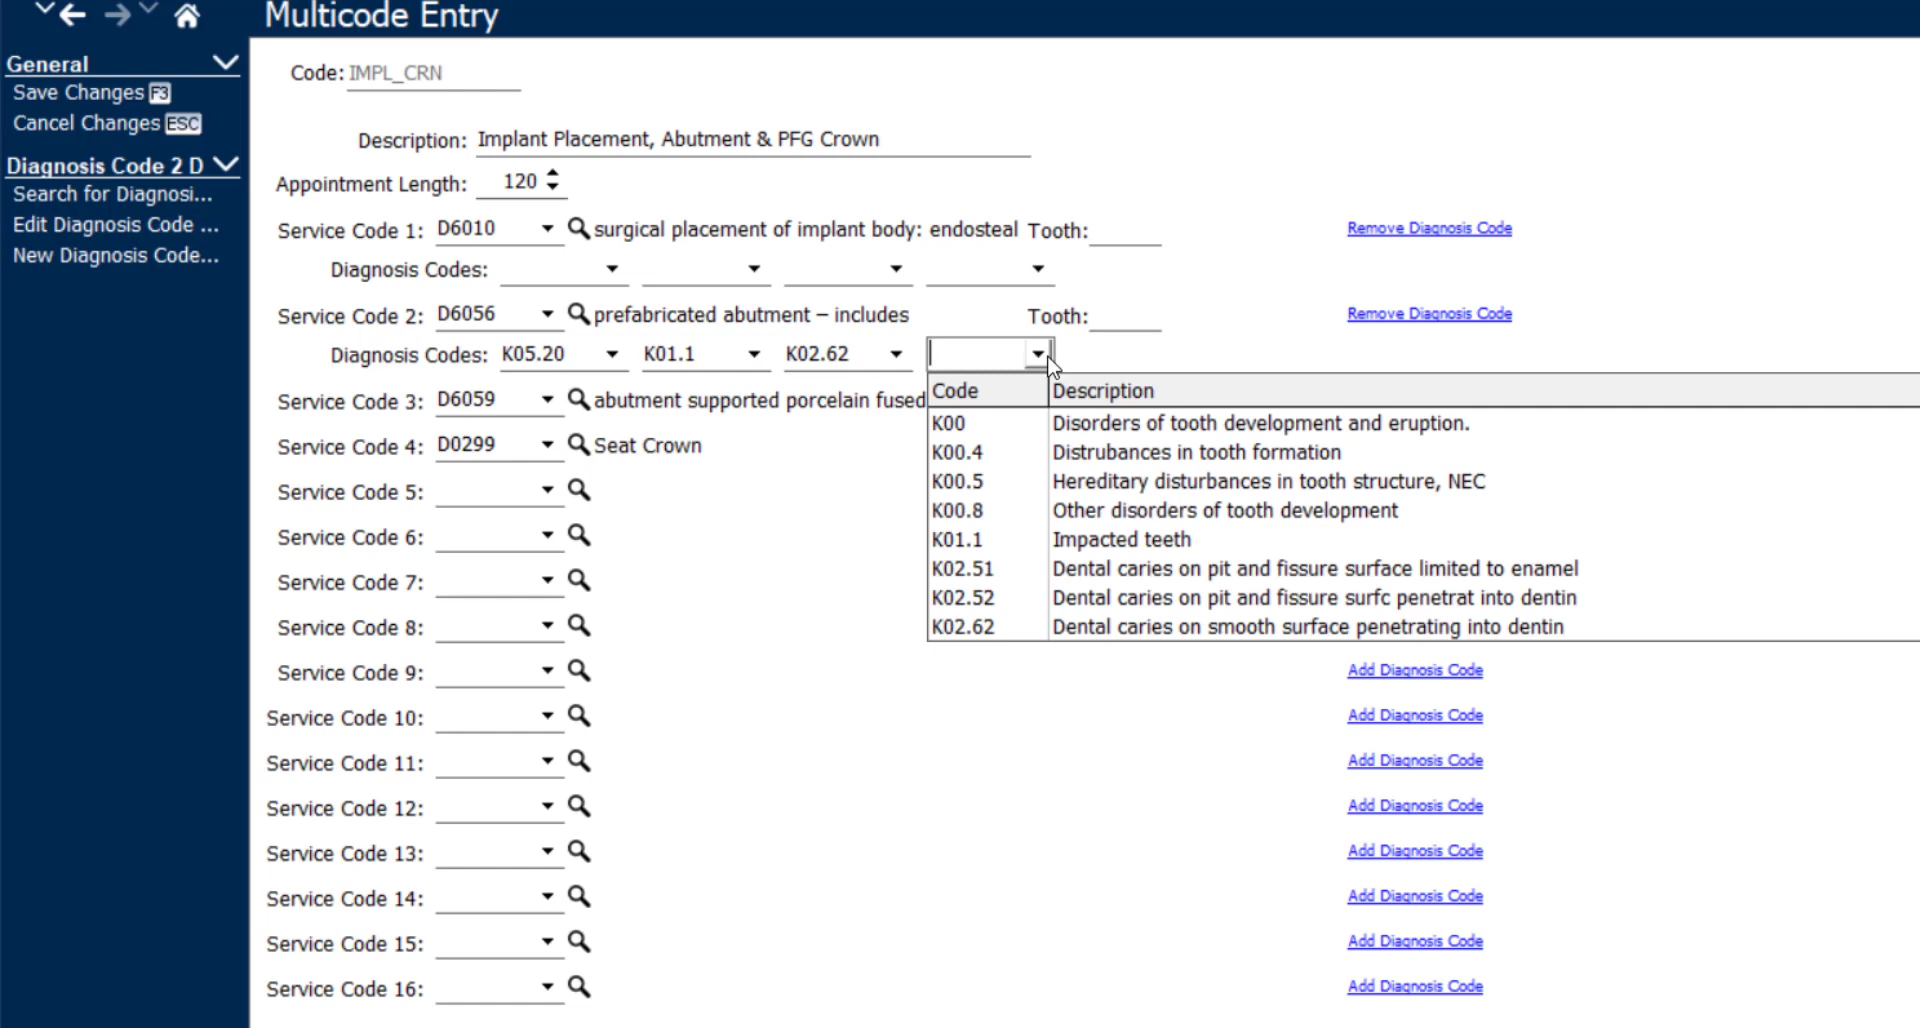 Multicode Entry
General
Save Changes F3
Cancel Changes ESC
Diagnosis Code 2 D
Search for Diagnosi...
Edit Diagnosis Code ...
New Diagnosis Code...
Code: IMPL_CRN
Description: Implant Placement, Abutment & PFG Crown
Appointment Length: 120
Service Code 1: D6010 surgical placement of implant body: endosteal Tooth: Remove Diagnosis Code
Diagnosis Codes:
Service Code 2: D6056 prefabricated abutment – includes Tooth: Remove Diagnosis Code
Diagnosis Codes: K05.20 K01.1 K02.62
Service Code 3: D6059 abutment supported porcelain fused
Service Code 4: D0299 Seat Crown
Code Description
K00 Disorders of tooth development and eruption.
K00.4 Distrubances in tooth formation
K00.5 Hereditary disturbances in tooth structure, NEC
K00.8 Other disorders of tooth development
K01.1 Impacted teeth
K02.51 Dental caries on pit and fissure surface limited to enamel
K02.52 Dental caries on pit and fissure surfc penetrat into dentin
K02.62 Dental caries on smooth surface penetrating into dentin
Service Code 5:
Service Code 6:
Service Code 7:
Service Code 8:
Service Code 9: Add Diagnosis Code
Service Code 10: Add Diagnosis Code
Service Code 11: Add Diagnosis Code
Service Code 12: Add Diagnosis Code
Service Code 13: Add Diagnosis Code
Service Code 14: Add Diagnosis Code
Service Code 15: Add Diagnosis Code
Service Code 16: Add Diagnosis Code